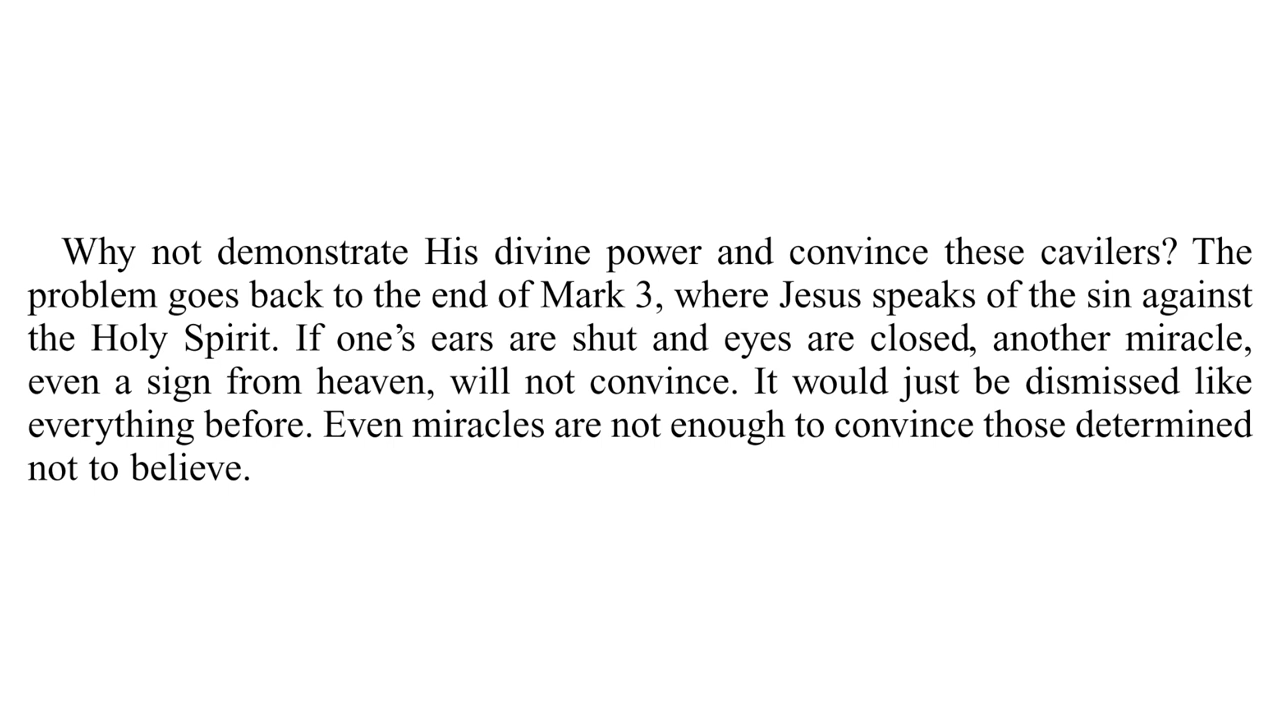 Why not demonstrate His divine power and convince these cavilers? The
problem goes back to the end of Mark 3, where Jesus speaks of the sin against
the Holy Spirit. If one’s ears are shut and eyes are closed, another miracle,
even a sign from heaven, will not convince. It would just be dismissed like
everything before. Even miracles are not enough to convince those determined
not to believe.